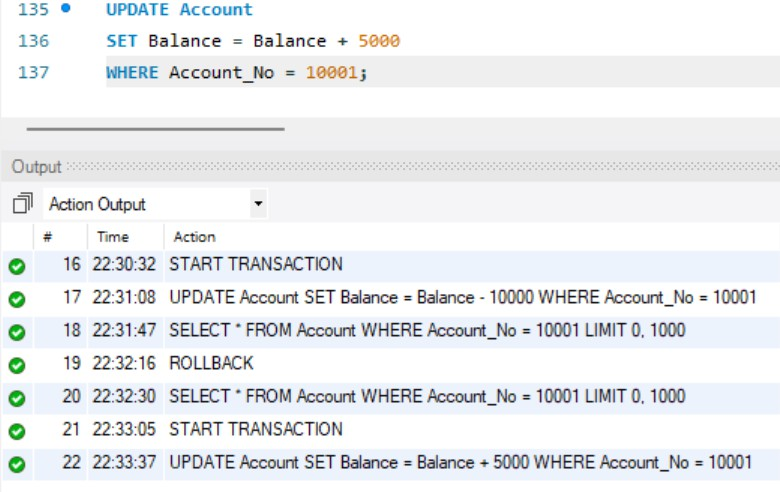 135 UPDATE Account
136 SET Balance = Balance + 5000
137 WHERE Account_No = 10001;
Output
Action Output
# Time Action
16 22:30:32 START TRANSACTION
17 22:31:08 UPDATE Account SET Balance = Balance - 10000 WHERE Account_No = 10001
18 22:31:47 SELECT * FROM Account WHERE Account_No = 10001 LIMIT 0, 1000
19 22:32:16 ROLLBACK
20 22:32:30 SELECT * FROM Account WHERE Account_No = 10001 LIMIT 0, 1000
21 22:33:05 START TRANSACTION
22 22:33:37 UPDATE Account SET Balance = Balance + 5000 WHERE Account_No = 10001